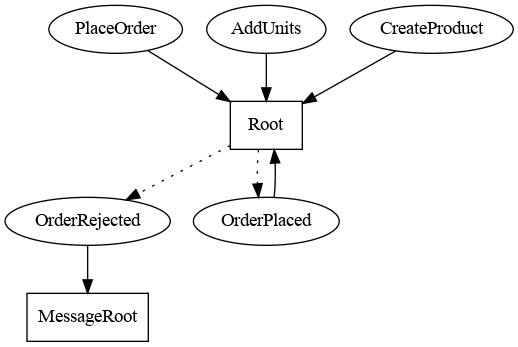 PlaceOrder
AddUnits
CreateProduct
Root
OrderRejected
OrderPlaced
MessageRoot